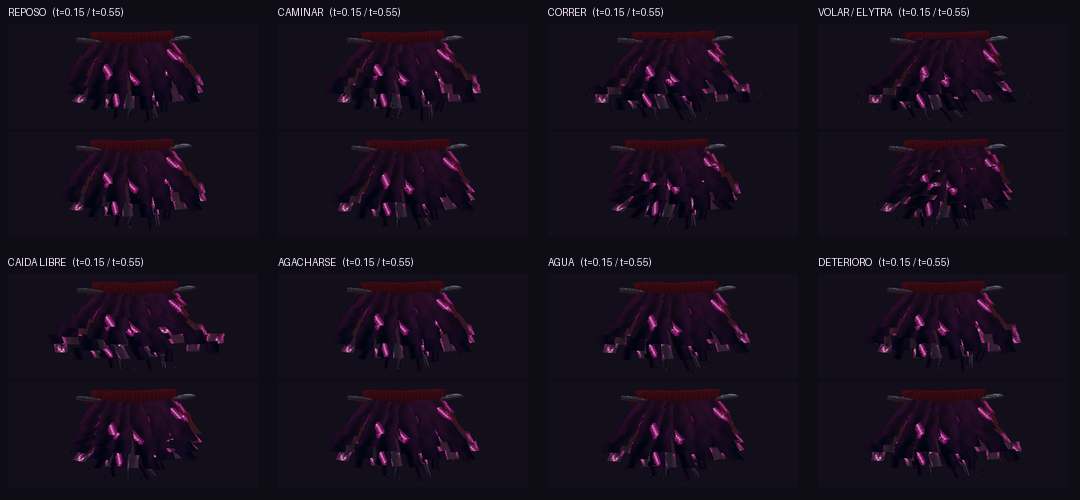 REPOSO (t=0.15 / t=0.55)
CAMINAR (t=0.15 / t=0.55)
CORRER (t=0.15 / t=0.55)
VOLAR / ELYTRA (t=0.15 / t=0.55)
CAIDA LIBRE (t=0.15 / t=0.55)
AGACHARSE (t=0.15 / t=0.55)
AGUA (t=0.15 / t=0.55)
DETERIORO (t=0.15 / t=0.55)